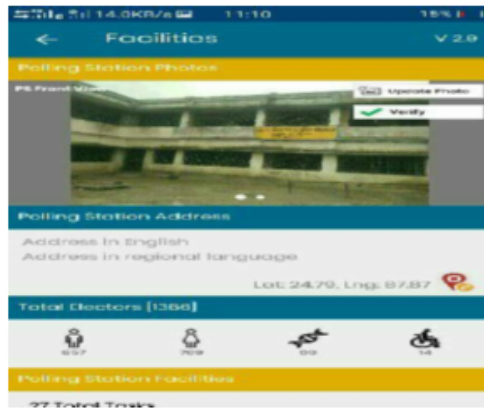 14.0KB/s 11:10 15%
Facilities V 2.9
Polling Station Photos
PS Front View
Update Photo
Verify
Polling Station Address
Address in English
Address in regional language
Lat: 24.79, Lng: 87.87
Total Electors [1366]
657 709 00 14
Polling Station Facilities
27 Total Toxics